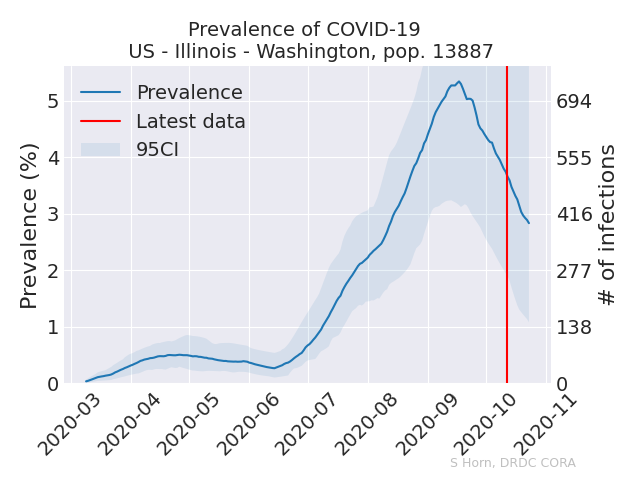 Prevalence of COVID-19
US - Illinois - Washington, pop. 13887
Prevalence
Latest data
95CI
Prevalence (%)
5
4
3
2
1
0
694
555
416
277
138
0
# of infections
2020-03
2020-04
2020-05
2020-06
2020-07
2020-08
2020-09
2020-10
2020-11
S Horn, DRDC CORA